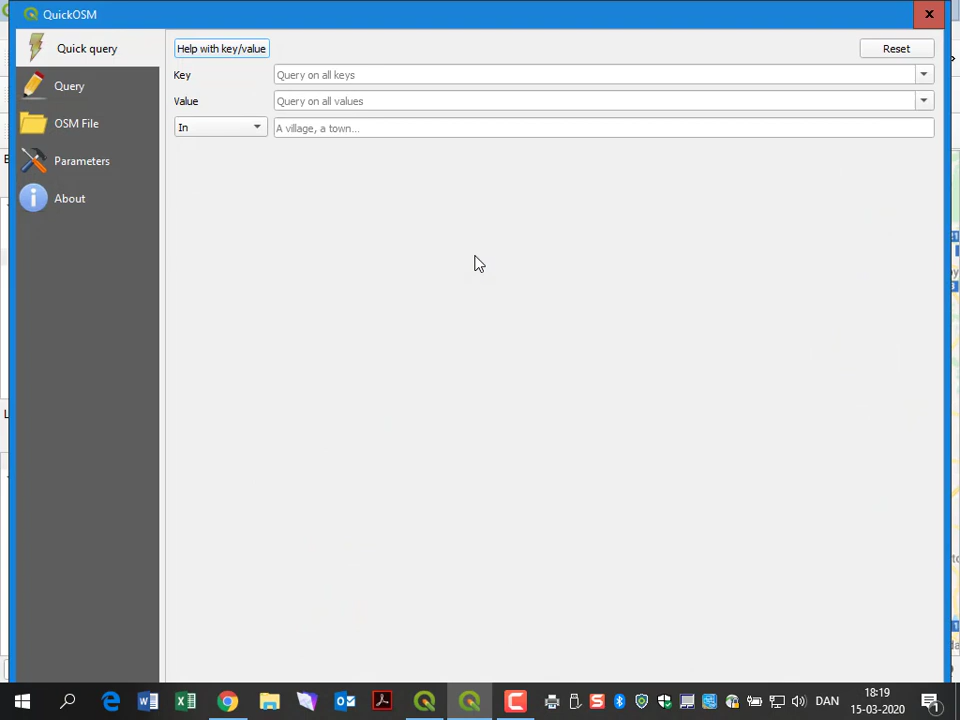 QuickOSM
x
Quick query
Query
OSM File
Parameters
About
Help with key/value
Reset
Key
Query on all keys
Value
Query on all values
In
A village, a town...
DAN
18:19
15-03-2020
1